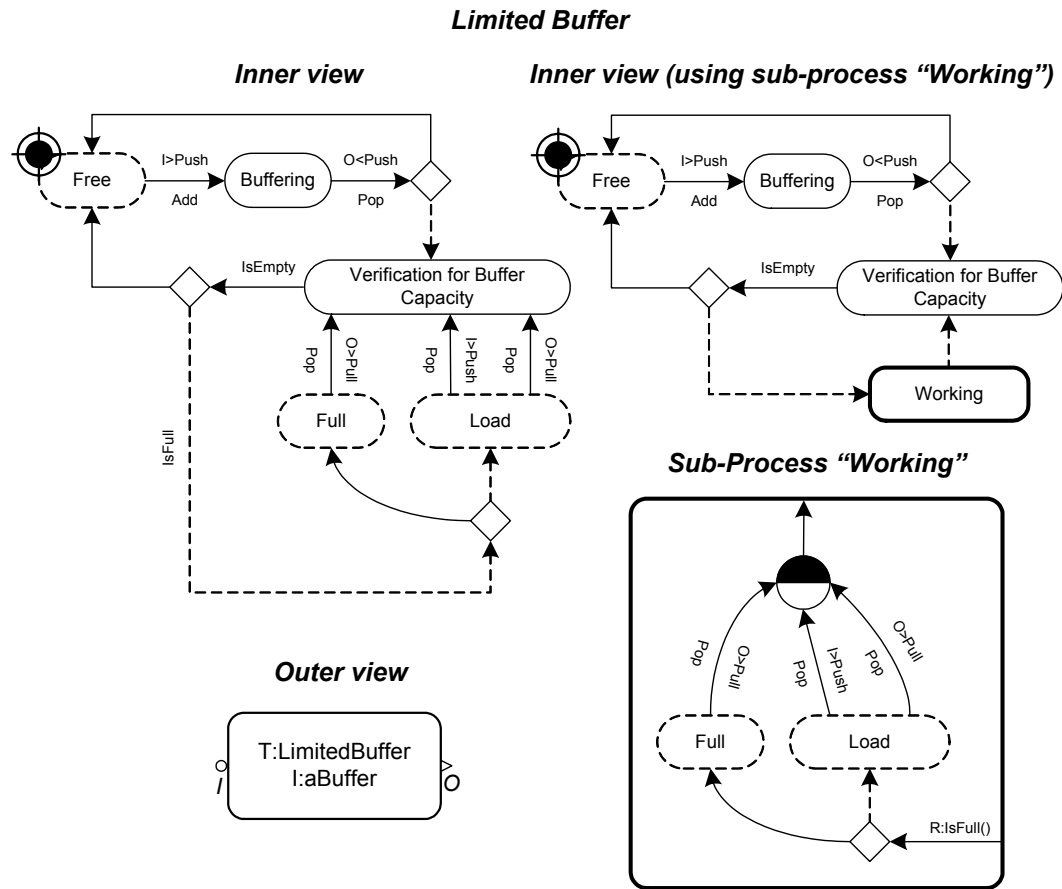 Limited Buffer
Inner view
I>Push
Add
O<Push
Pop
Free
Buffering
IsEmpty
Verification for Buffer
Capacity
O>Pull
Pop
I>Push
Pop
O>Pull
Pop
Full
Load
IsFull
Inner view (using sub-process “Working”)
I>Push
Add
O<Push
Pop
Free
Buffering
IsEmpty
Verification for Buffer
Capacity
Working
Outer view
T:LimitedBuffer
I:aBuffer
I
O
Sub-Process “Working”
O>Pull
Pop
I>Push
Pop
O>Pull
Pop
Full
Load
R:IsFull()